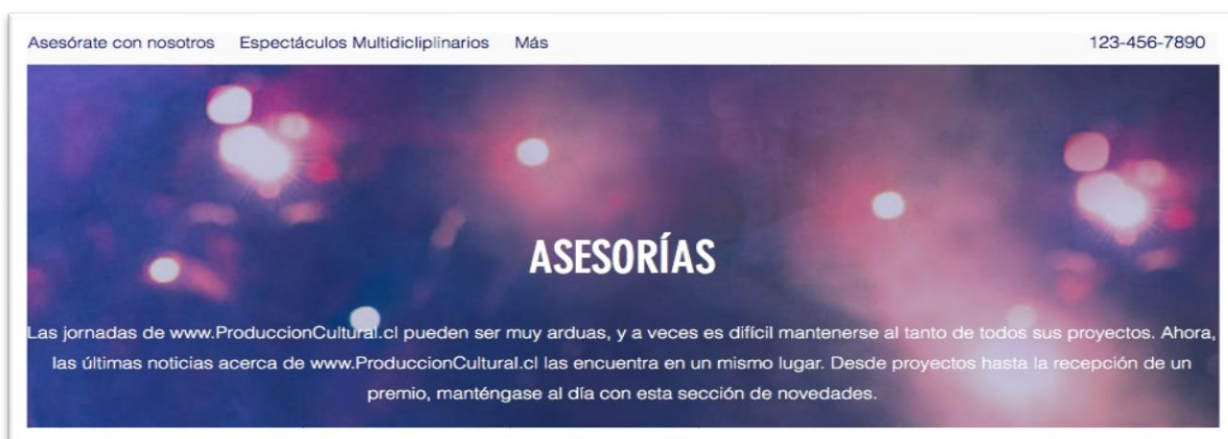 Asesórate con nosotros Espectáculos Multidicliplinarios Más 123-456-7890
ASESORÍAS
Las jornadas de www.ProduccionCultural.cl pueden ser muy arduas, y a veces es difícil mantenerse al tanto de todos sus proyectos. Ahora,
las últimas noticias acerca de www.ProduccionCultural.cl las encuentra en un mismo lugar. Desde proyectos hasta la recepción de un
premio, manténgase al día con esta sección de novedades.